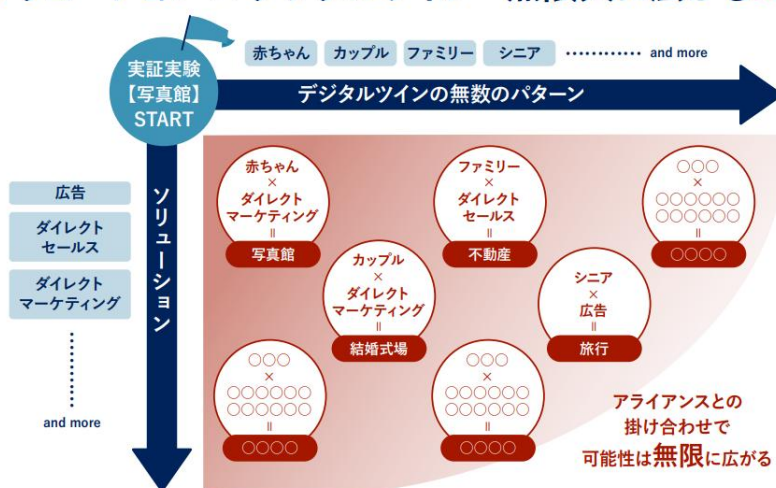 実証実験
【写真館】
START
赤ちゃん
カップル
ファミリー
シニア
………… and more
デジタルツインの無数のパターン
ソリューション
広告
ダイレクト
セールス
ダイレクト
マーケティング
and more
赤ちゃん
×
ダイレクト
マーケティング
=
写真館
ファミリー
×
ダイレクト
セールス
=
不動産
○○○
×
○○○○○○
○○○○○○
=
○○○○
カップル
×
ダイレクト
マーケティング
=
結婚式場
シニア
×
広告
=
旅行
○○○
×
○○○○○○
○○○○○○
=
○○○○
○○○
×
○○○○○○
○○○○○○
=
○○○○
アライアンスとの
掛け合わせで
可能性は無限に広がる